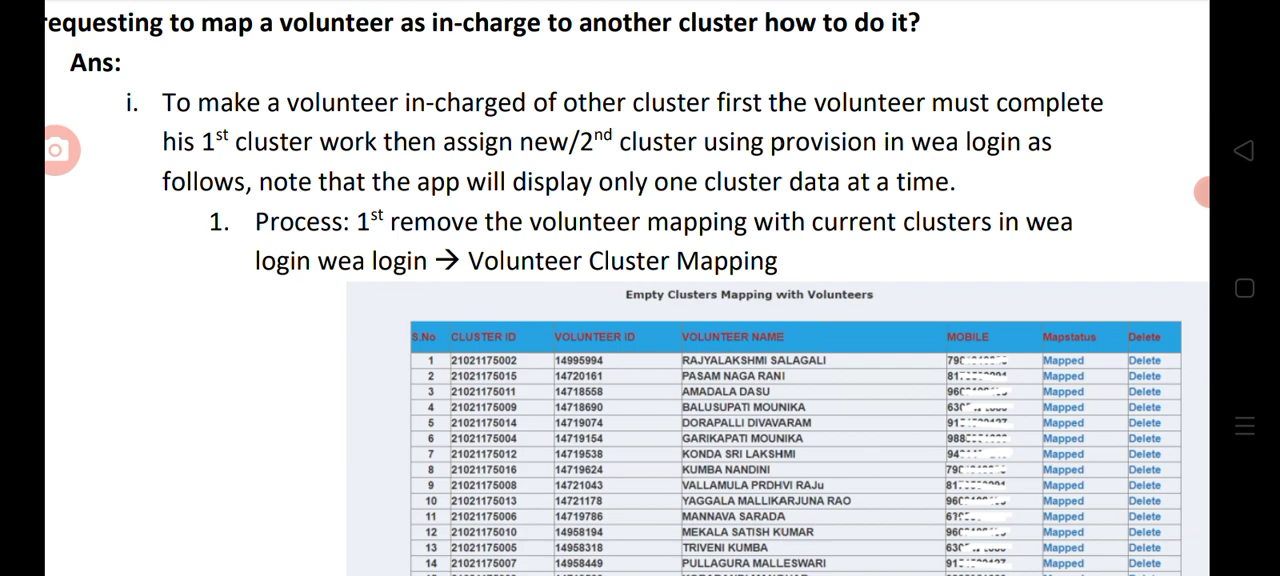 equesting to map a volunteer as in-charge to another cluster how to do it?
Ans:
i. To make a volunteer in-charged of other cluster first the volunteer must complete
his 1st cluster work then assign new/2nd cluster using provision in wea login as
follows, note that the app will display only one cluster data at a time.
1. Process: 1st remove the volunteer mapping with current clusters in wea
login wea login → Volunteer Cluster Mapping
Empty Clusters Mapping with Volunteers
S.No CLUSTER ID VOLUNTEER ID VOLUNTEER NAME MOBILE Mapstatus Delete
1 21021175002 14995994 RAJYALAKSHMI SALAGALI Mapped Delete
2 21021175015 14720161 PASAM NAGA RANI Mapped Delete
3 21021175011 14718558 AMADALA DASU Mapped Delete
4 21021175009 14718690 BALUSUPATI MOUNIKA Mapped Delete
5 21021175014 14719074 DORAPALLI DIVAVARAM Mapped Delete
6 21021175004 14719154 GARIKAPATI MOUNIKA Mapped Delete
7 21021175012 14719538 KONDA SRI LAKSHMI Mapped Delete
8 21021175016 14719624 KUMBA NANDINI Mapped Delete
9 21021175008 14721043 VALLAMULA PRDHVI RAJu Mapped Delete
10 21021175013 14721178 YAGGALA MALLIKARJUNA RAO Mapped Delete
11 21021175006 14719786 MANNAVA SARADA Mapped Delete
12 21021175010 14958194 MEKALA SATISH KUMAR Mapped Delete
13 21021175005 14958318 TRIVENI KUMBA Mapped Delete
14 21021175007 14958449 PULLAGURA MALLESWARI Mapped Delete